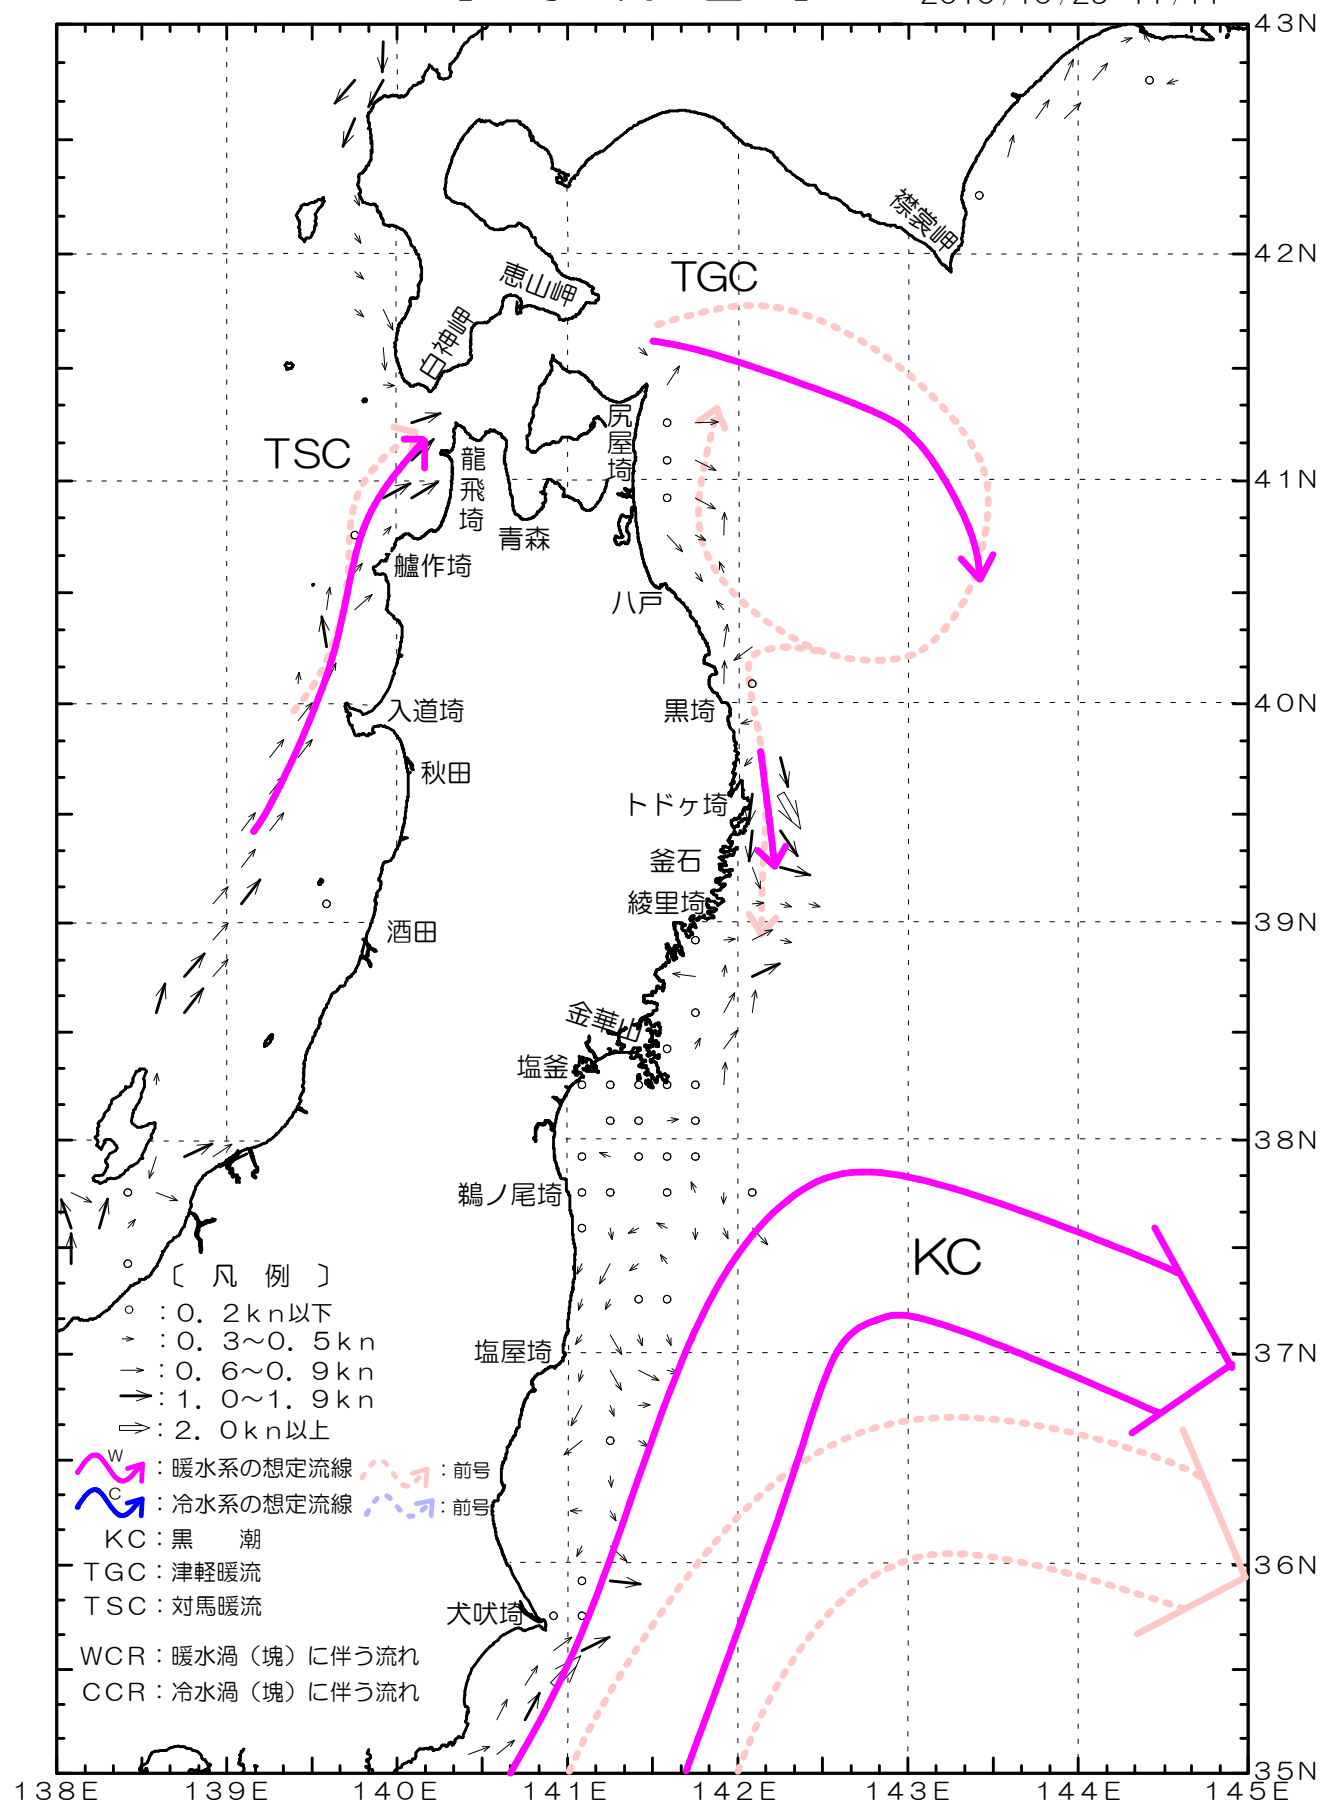 43N
襟裳岬
42N
TGC
恵山岬
白神岬
尻屋埼
TSC
龍飛埼
41N
青森
艫作埼
八戸
40N
入道埼
黒埼
秋田
トドヶ埼
釜石
綾里埼
39N
酒田
金華山
塩釜
38N
鵜ノ尾埼
KC
〔 凡 例 〕
：0．2kn以下
：0．3～0．5kn
塩屋埼
37N
：0．6～0．9kn
：1．0～1．9kn
：2．0kn以上
W
：暖水系の想定流線
：前号
C
：冷水系の想定流線
：前号
KC：黒 潮
36N
TGC：津軽暖流
TSC：対馬暖流
犬吠埼
WCR：暖水渦（塊）に伴う流れ
CCR：冷水渦（塊）に伴う流れ
35N
138E 139E 140E 141E 142E 143E 144E 145E